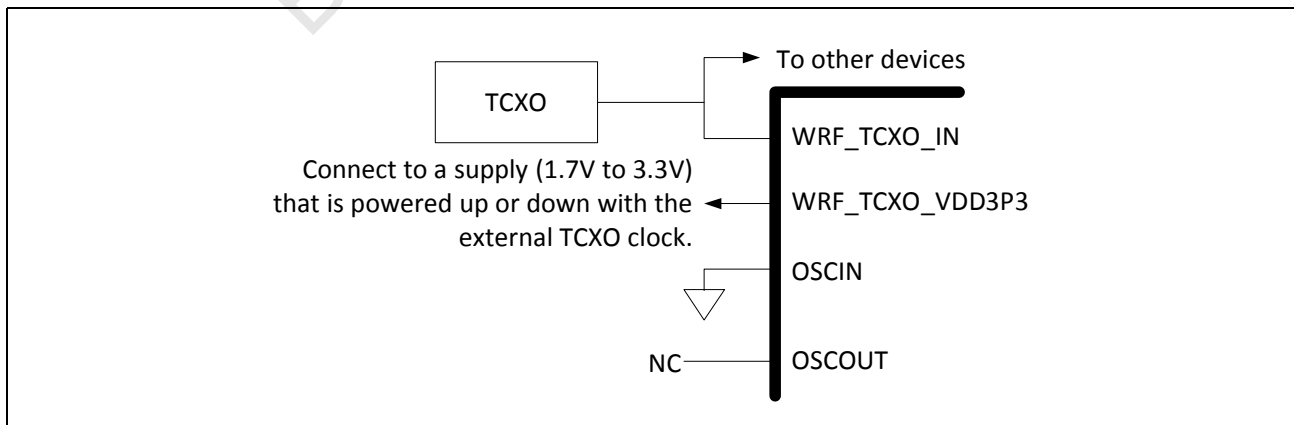 To other devices
TCXO
WRF_TCXO_IN
Connect to a supply (1.7V to 3.3V)
that is powered up or down with the
external TCXO clock.
WRF_TCXO_VDD3P3
OSCIN
NC
OSCOUT